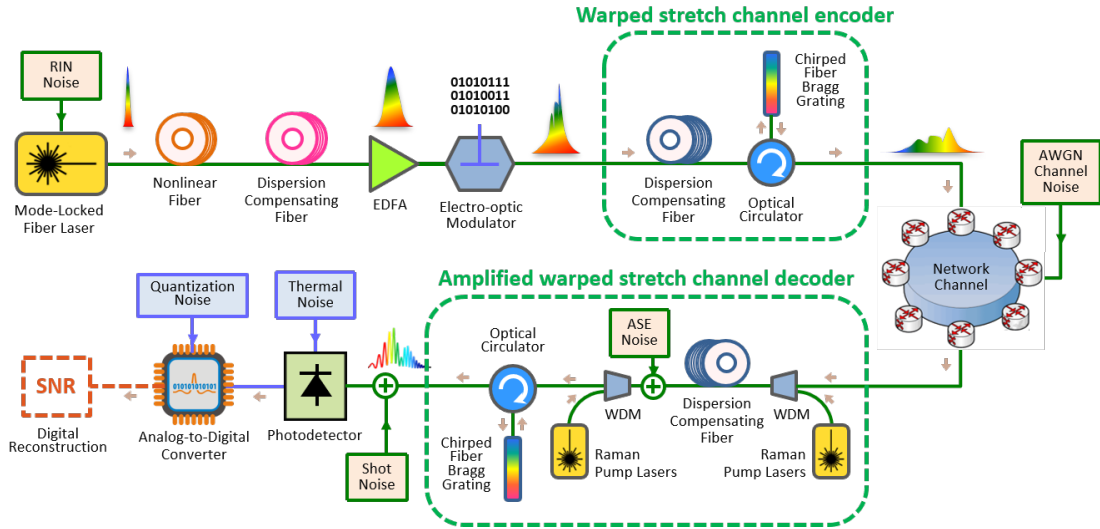 Warped stretch channel encoder
RIN
Noise
01010111
01010011
01010100
Chirped
Fiber
Bragg
Grating
Mode-Locked
Fiber Laser
Nonlinear
Fiber
Dispersion
Compensating
Fiber
EDFA
Electro-optic
Modulator
Dispersion
Compensating
Fiber
Optical
Circulator
AWGN
Channel
Noise
Network
Channel
Amplified warped stretch channel decoder
Quantization
Noise
Thermal
Noise
Optical
Circulator
ASE
Noise
SNR
01010101010
WDM
Dispersion
Compensating
Fiber
WDM
Digital
Reconstruction
Analog-to-Digital
Converter
Photodetector
Shot
Noise
Chirped
Fiber
Bragg
Grating
Raman
Pump Lasers
Raman
Pump Lasers